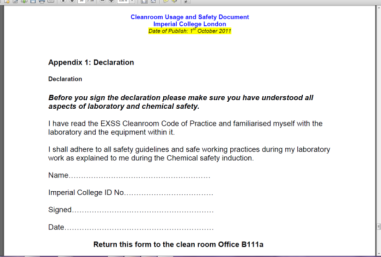 Cleanroom Usage and Safety Document
Imperial College London
Date of Publish: 1st October 2011
Appendix 1: Declaration
Declaration
Before you sign the declaration please make sure you have understood all
aspects of laboratory and chemical safety.
I have read the EXSS Cleanroom Code of Practice and familiarised myself with the
laboratory and the equipment within it.
I shall adhere to all safety guidelines and safe working practices during my laboratory
work as explained to me during the Chemical safety induction.
Name……………………………………………………
Imperial College ID No………………………………
Signed……………………………………………………
Date………………………………………………………
Return this form to the clean room Office B111a